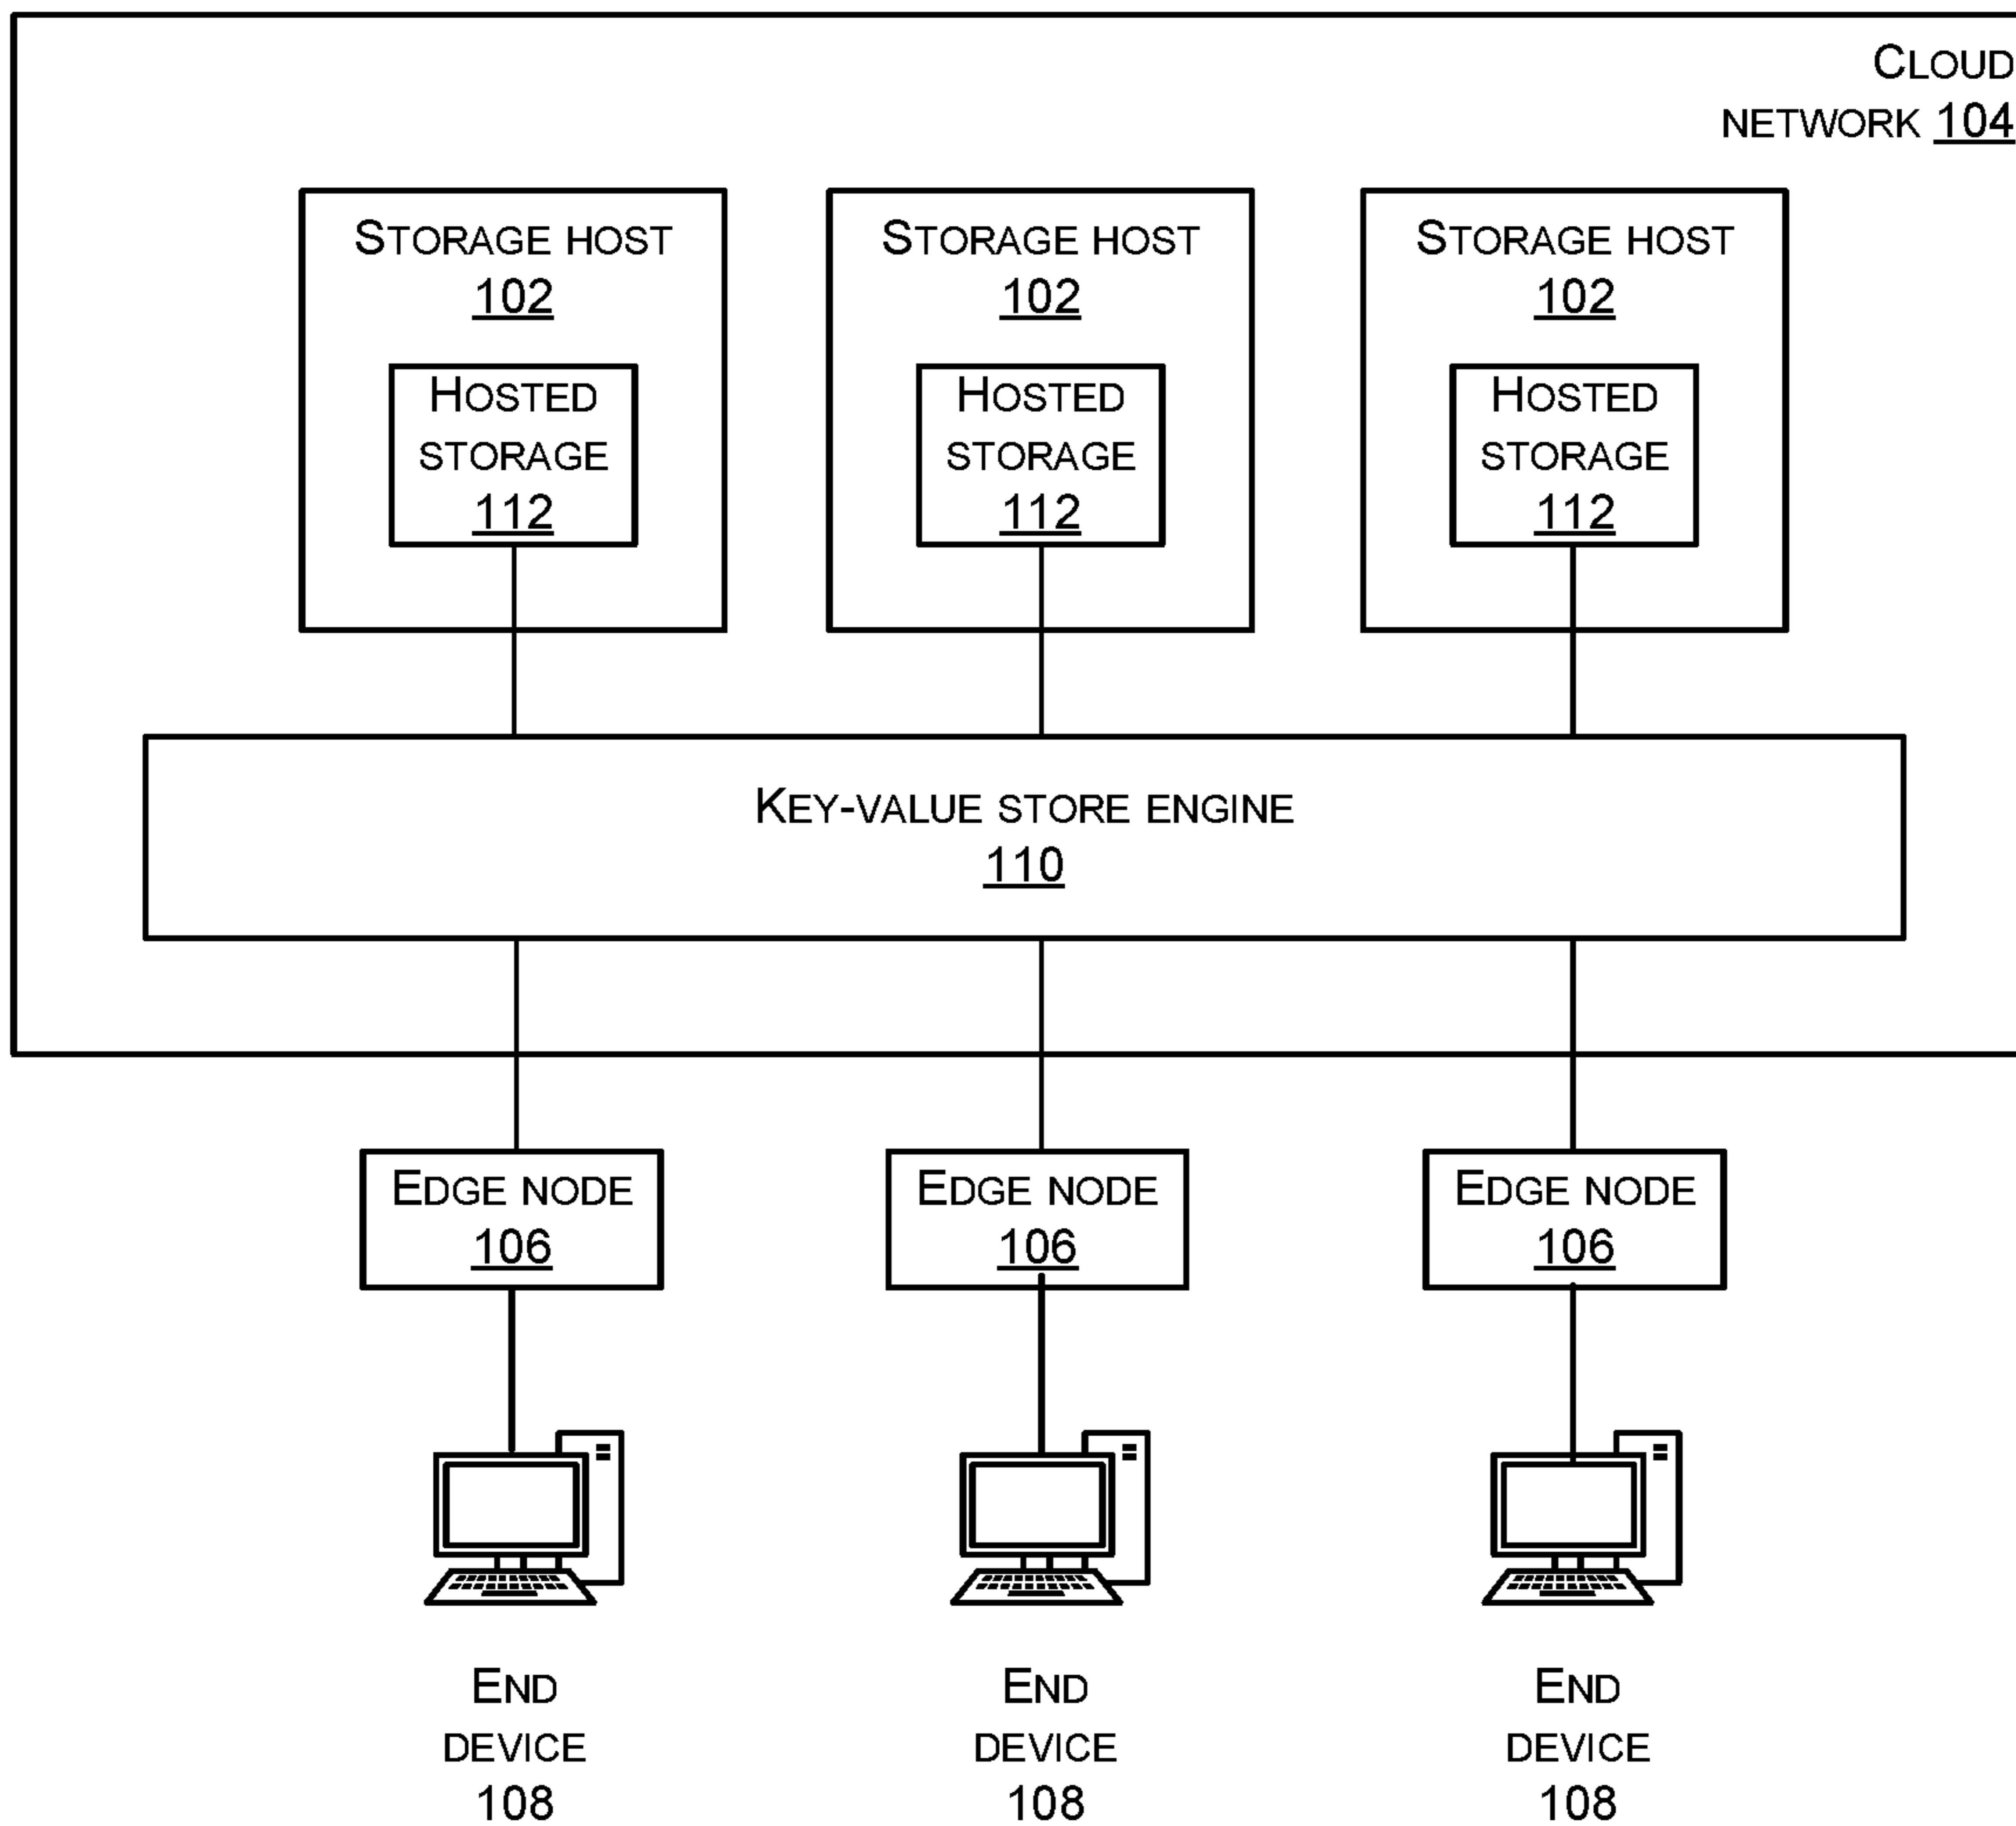 CLOUD
NETWORK 104
STORAGE HOST
102
HOSTED
STORAGE
112
STORAGE HOST
102
HOSTED
STORAGE
112
STORAGE HOST
102
HOSTED
STORAGE
112
KEY-VALUE STORE ENGINE
110
EDGE NODE
106
EDGE NODE
106
EDGE NODE
106
END
DEVICE
108
END
DEVICE
108
END
DEVICE
108